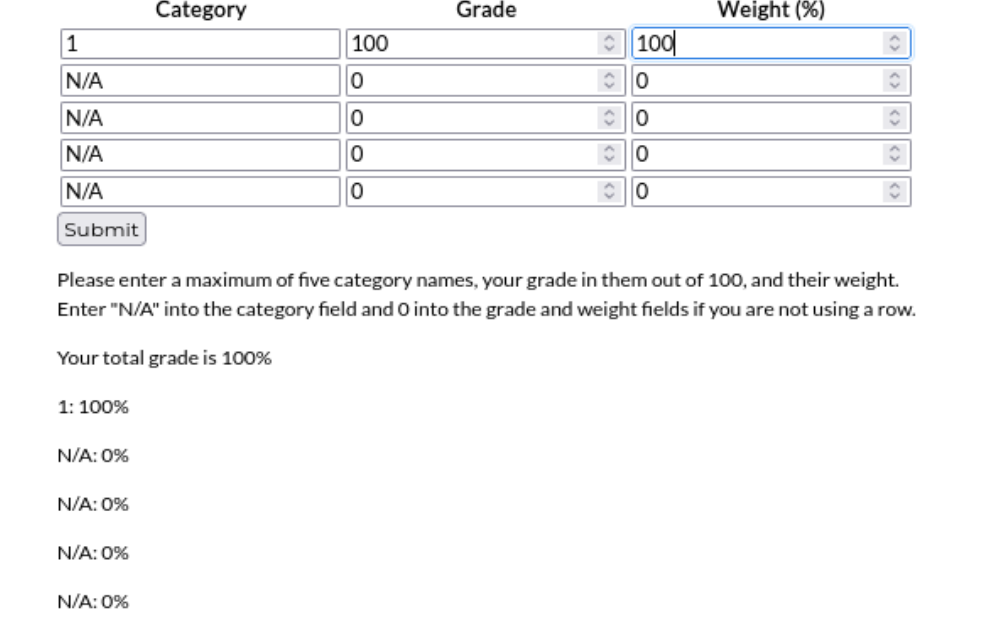 Category Grade Weight (%)
1 100 100
N/A 0 0
N/A 0 0
N/A 0 0
N/A 0 0
Submit
Please enter a maximum of five category names, your grade in them out of 100, and their weight.
Enter "N/A" into the category field and 0 into the grade and weight fields if you are not using a row.
Your total grade is 100%
1: 100%
N/A: 0%
N/A: 0%
N/A: 0%
N/A: 0%